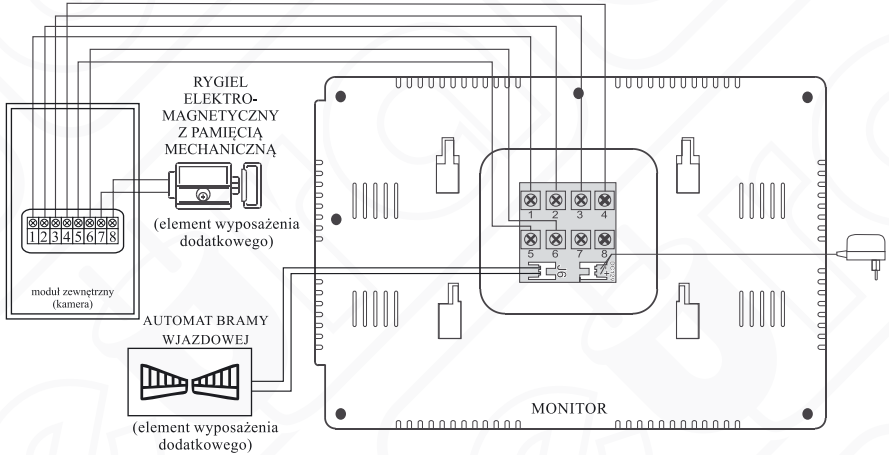 RYGIEL
ELEKTRO-
MAGNETYCZNY
Z PAMIĘCIĄ
MECHANICZNĄ
(element wyposażenia
dodatkowego)
1 2 3 4 5 6 7 8
moduł zewnętrzny
(kamera)
AUTOMAT BRAMY
WJAZDOWEJ
(element wyposażenia
dodatkowego)
1 2 3 4
5 6 7 8
J6
MONITOR